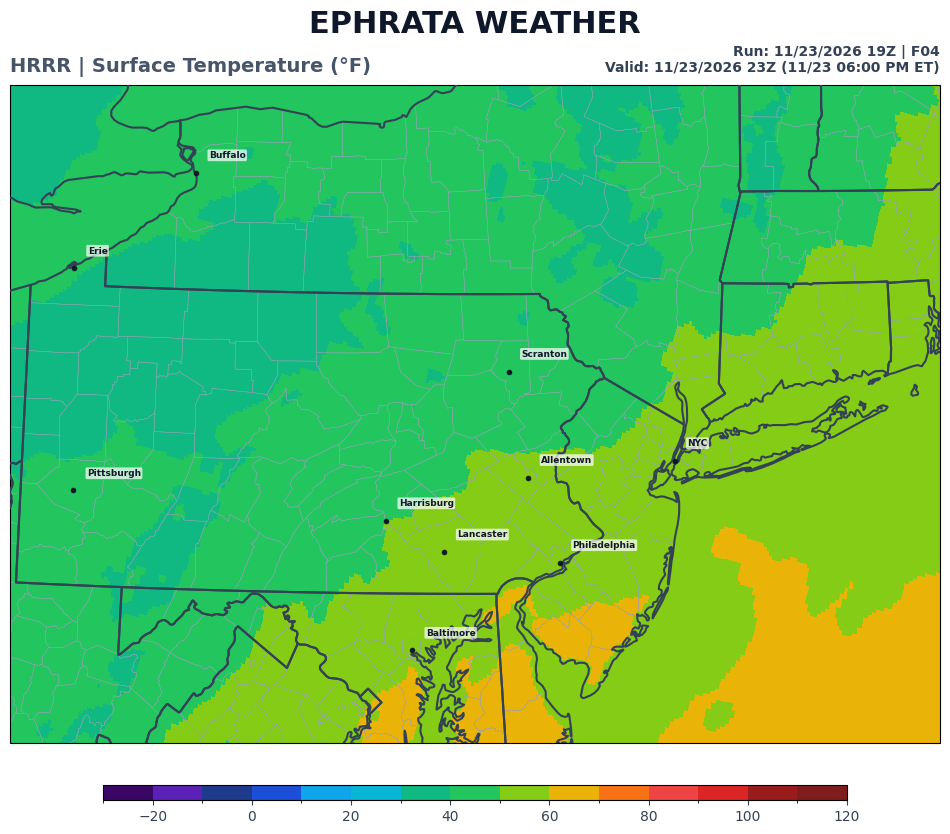 EPHRATA WEATHER
HRRR | Surface Temperature (°F)
Run: 11/23/2026 19Z | F04
Valid: 11/23/2026 23Z (11/23 06:00 PM ET)
Buffalo
Erie
Scranton
NYC
Allentown
Pittsburgh
Harrisburg
Lancaster
Philadelphia
Baltimore
−20 0 20 40 60 80 100 120